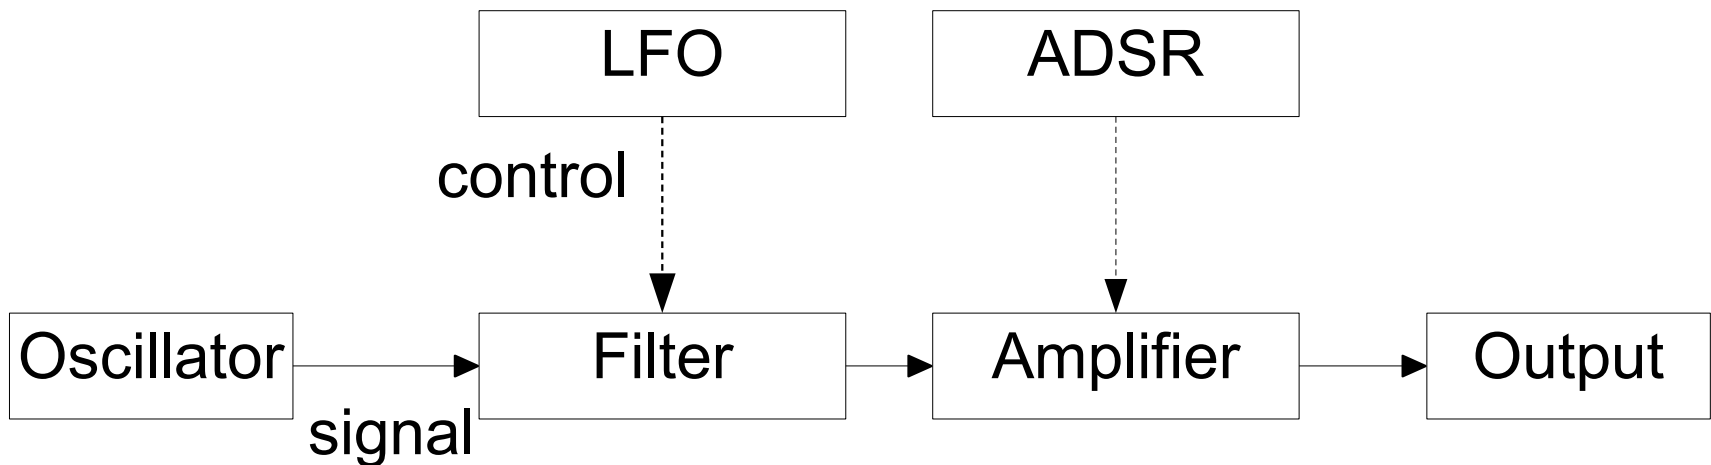 LFO
ADSR
control
Oscillator
Filter
Amplifier
Output
signal